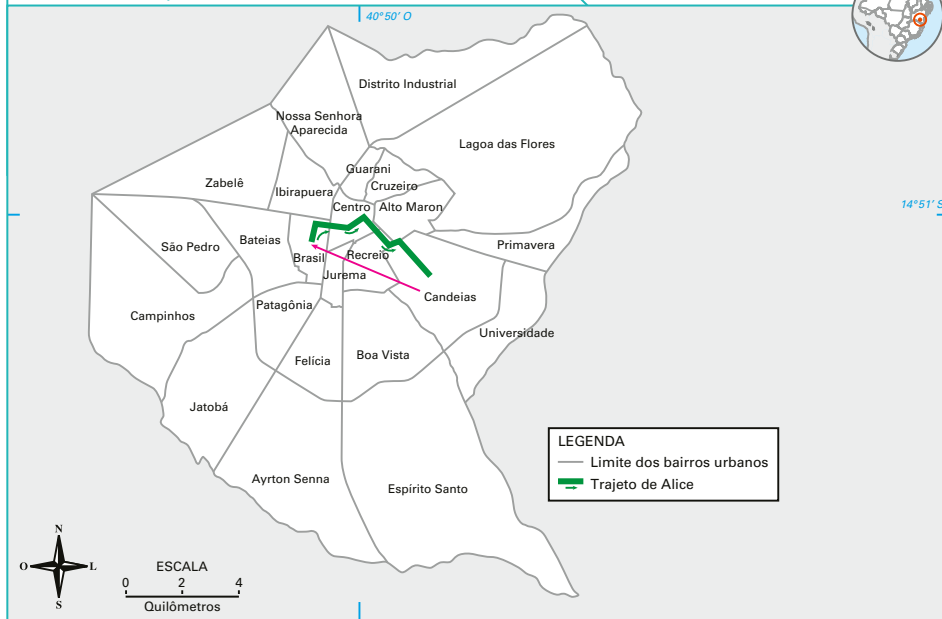 40°50' O
Distrito Industrial
Nossa Senhora
Aparecida
Lagoa das Flores
Guarani
Zabelê
Cruzeiro
Ibirapuera
Centro
Alto Maron
14°51' S
São Pedro
Bateias
Primavera
Brasil
Recreio
Jurema
Candeias
Patagônia
Campinhos
Universidade
Felícia
Boa Vista
Jatobá
LEGENDA
Limite dos bairros urbanos
Trajeto de Alice
Ayrton Senna
Espírito Santo
N
O
L
S
ESCALA
0 2 4
Quilômetros